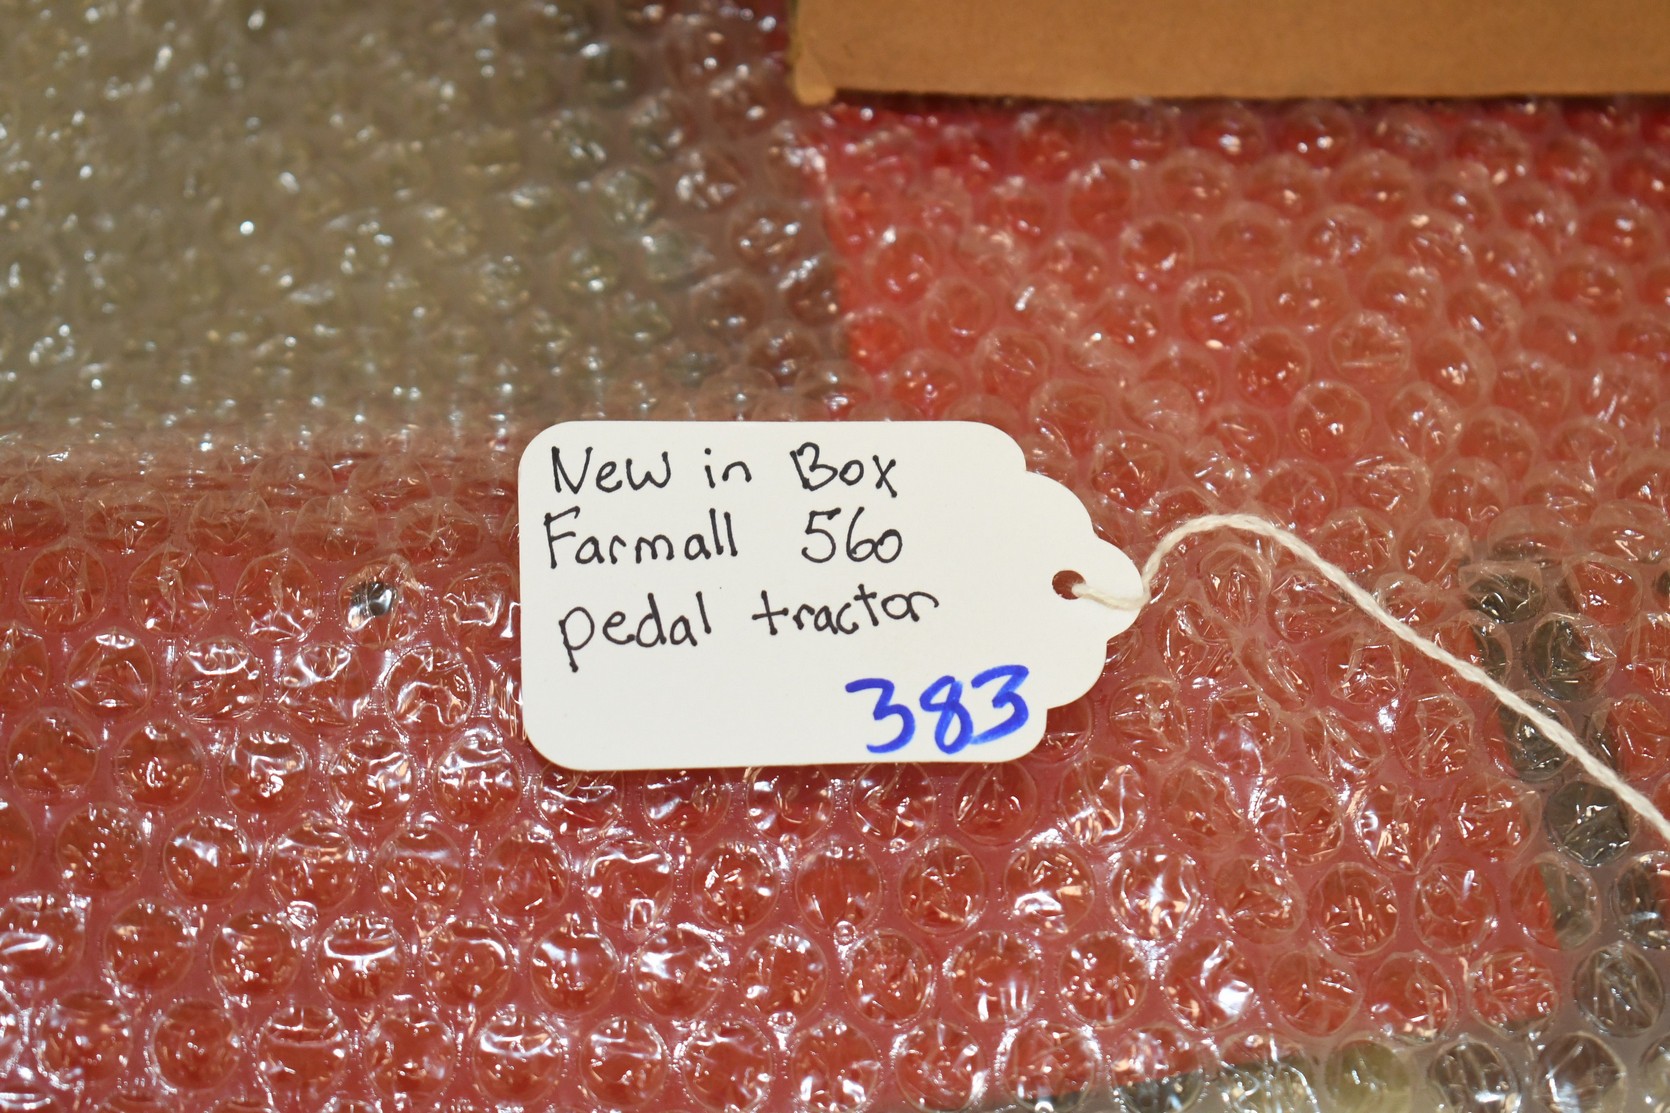 New in Box
Farmall 560
pedal tractor
383